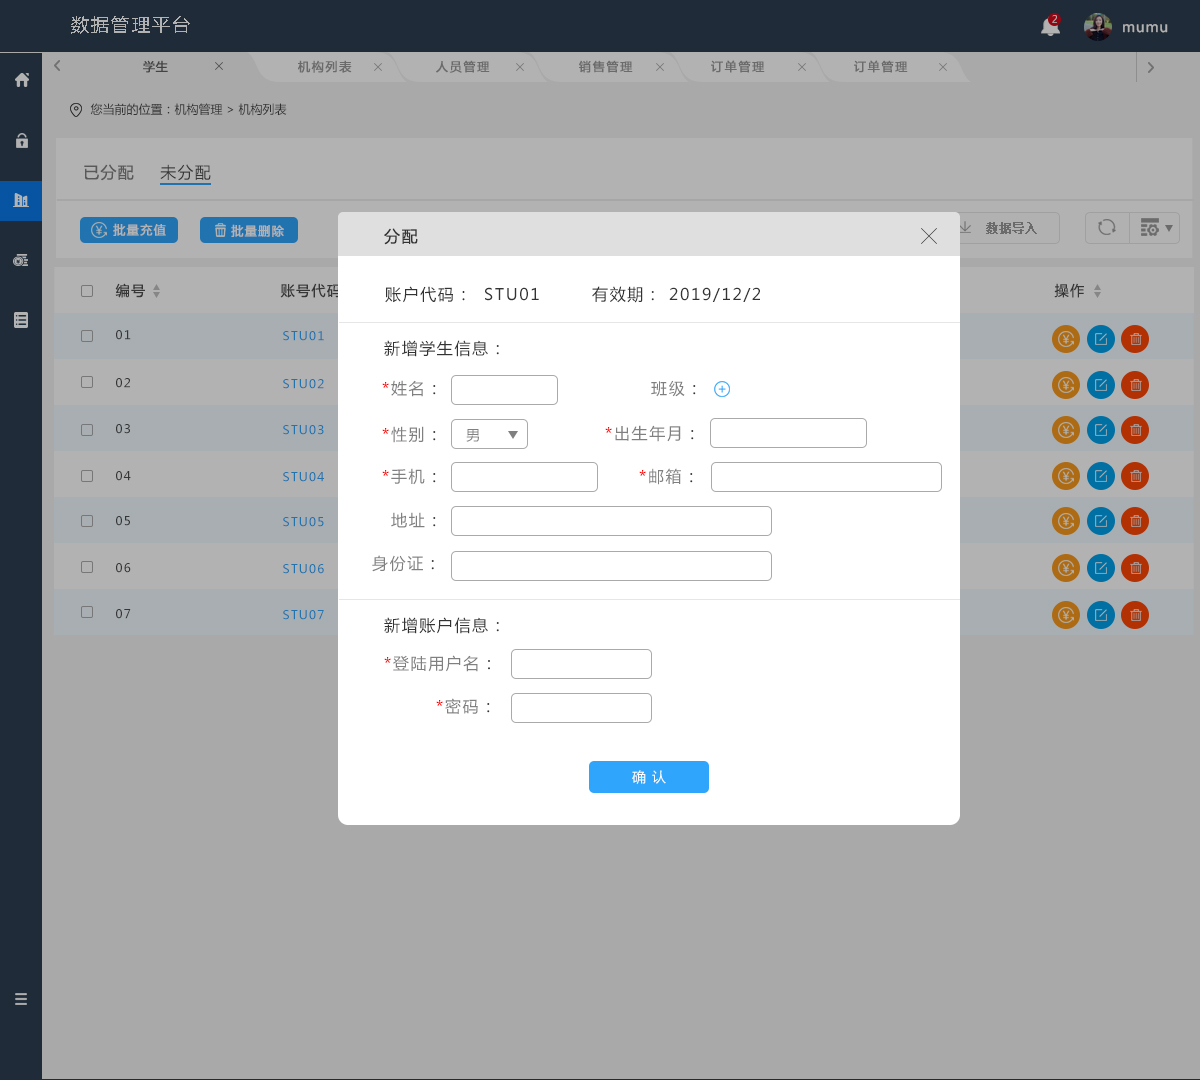 数据管理平台
2
mumu
学生 机构列表 人员管理 销售管理 订单管理 订单管理
您当前的位置：机构管理 > 机构列表
已分配 未分配
批量充值 批量删除 数据导入
分配
账户代码： STU01 有效期： 2019/12/2
编号 账号代码 操作
新增学生信息：
01 STU01
*姓名： 班级：
02 STU02
*性别： 男 *出生年月：
03 STU03
*手机： *邮箱：
04 STU04
地址：
05 STU05
身份证：
06 STU06
07 STU07
新增账户信息：
*登陆用户名：
*密码：
确 认